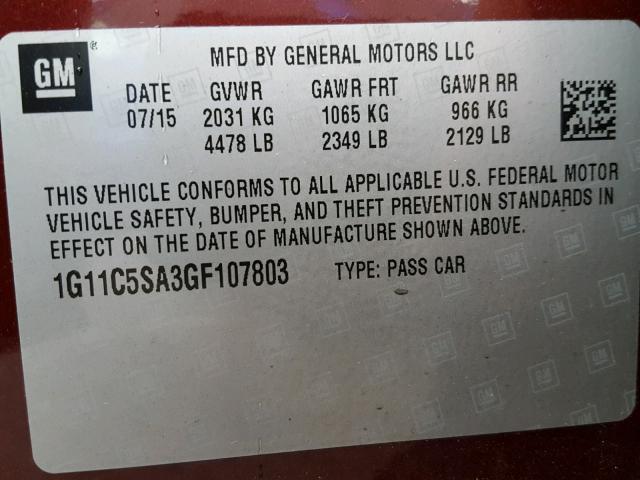 GM
MFD BY GENERAL MOTORS LLC
DATE GVWR GAWR FRT GAWR RR
07/15 2031 KG 1065 KG 966 KG
4478 LB 2349 LB 2129 LB
THIS VEHICLE CONFORMS TO ALL APPLICABLE U.S. FEDERAL MOTOR
VEHICLE SAFETY, BUMPER, AND THEFT PREVENTION STANDARDS IN
EFFECT ON THE DATE OF MANUFACTURE SHOWN ABOVE.
1G11C5SA3GF107803 TYPE: PASS CAR